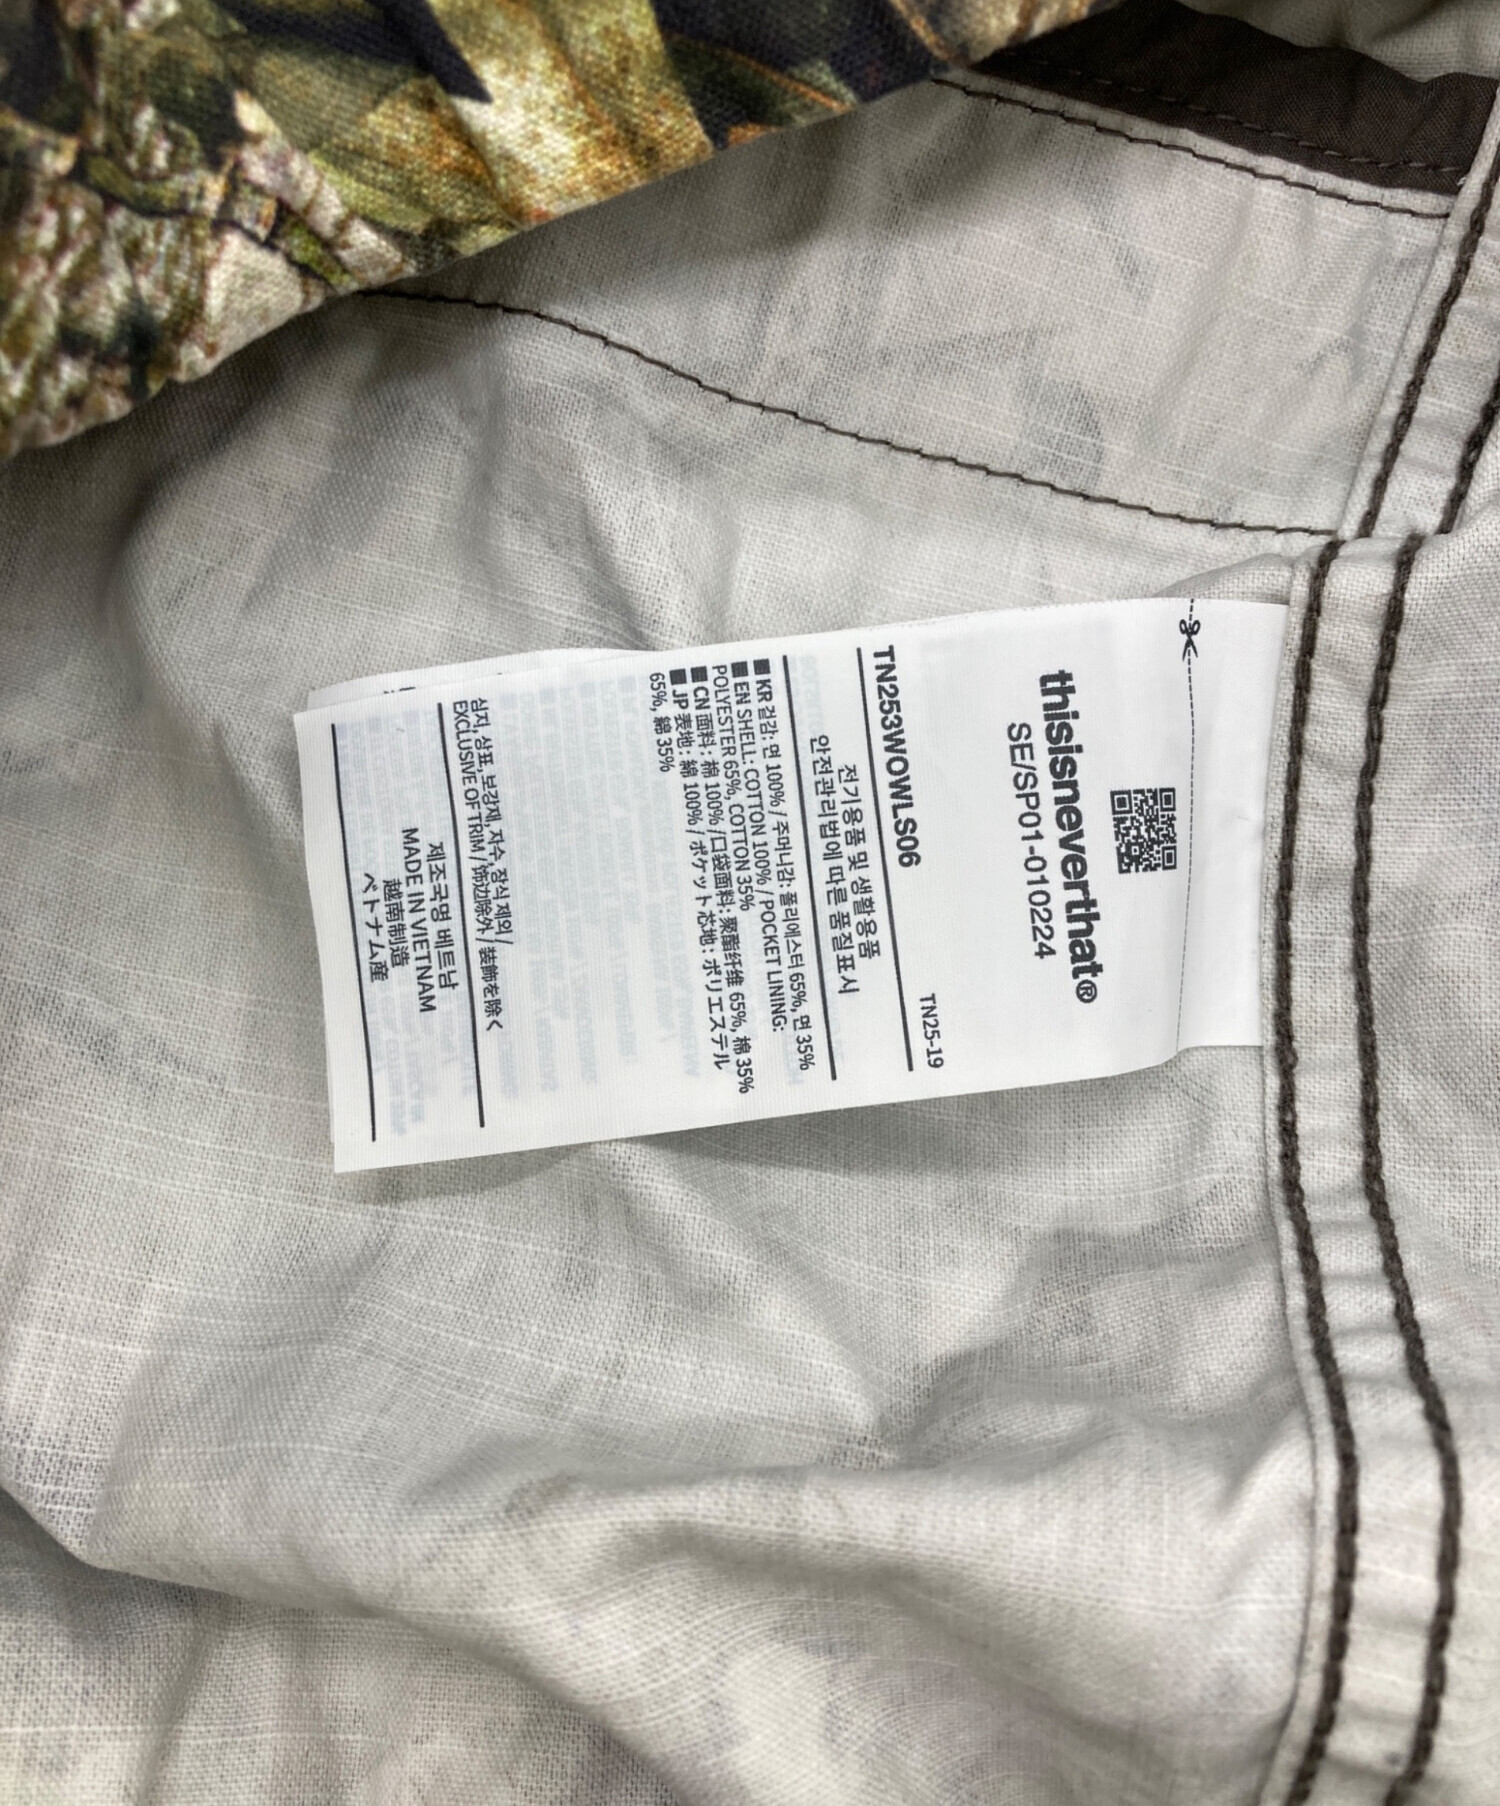 thisisneverthat®
SE/SP01-010224
TN25-19
TN253WOWLS06
전기용품 및 생활용품
안전관리법에 따른 품질표시
■ KR 겉감: 면 100% / 주머니감: 폴리에스터 65%, 면 35%
■ EN SHELL: COTTON 100% / POCKET LINING:
POLYESTER 65%, COTTON 35%
■ CN 面料: 棉 100% /口袋面料: 聚酯纤维 65%, 棉 35%
■ JP 表地: 綿 100% / ポケット芯地: ポリエステル
65%, 綿 35%
심지, 상표, 보강재, 자수, 장식 제외/
EXCLUSIVE OF TRIM / 饰边除外 / 装飾を除く
제조국명 베트남
MADE IN VIETNAM
越南制造
ベトナム産